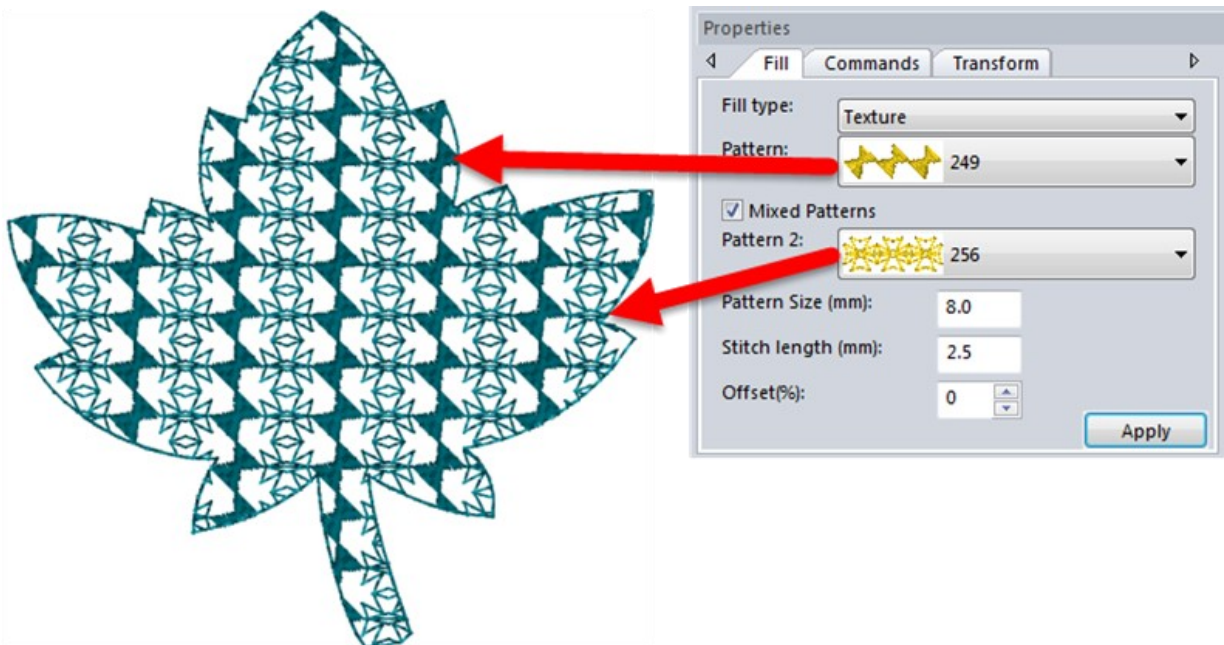 Properties
Fill Commands Transform
Fill type: Texture
Pattern: 249
Mixed Patterns
Pattern 2: 256
Pattern Size (mm): 8.0
Stitch length (mm): 2.5
Offset(%): 0
Apply